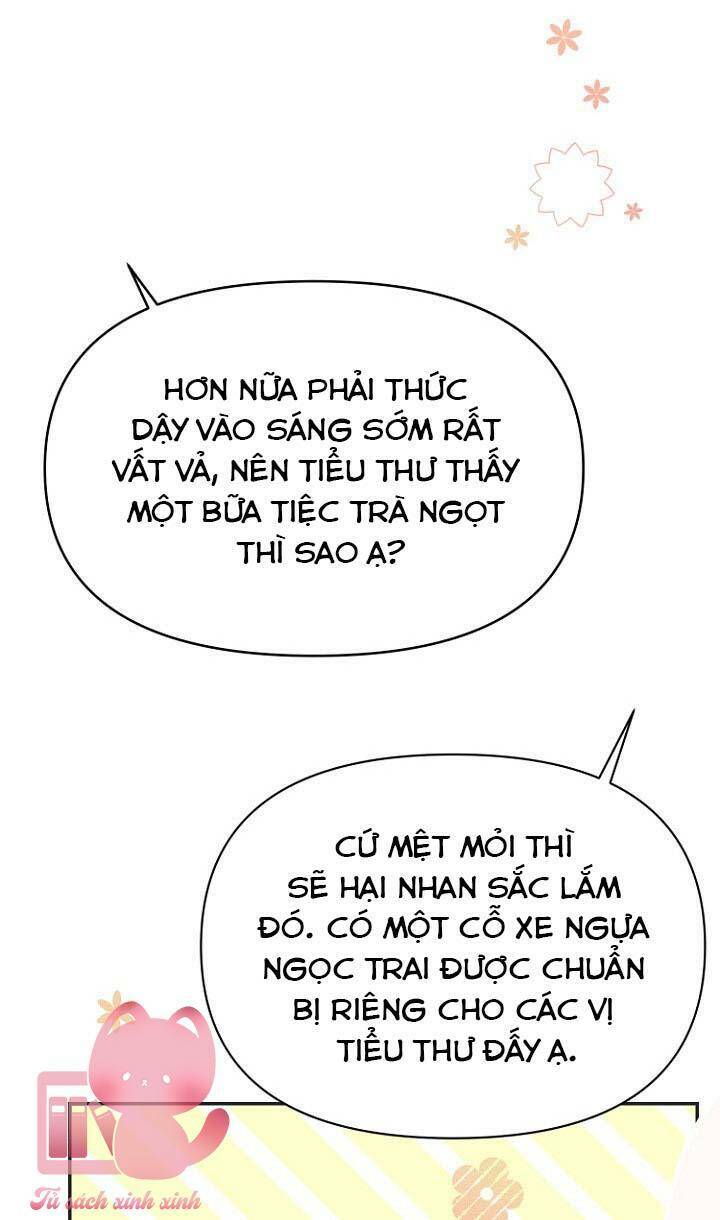 HƠN NỮA PHẢI THỨC
DẬY VÀO SÁNG SỚM RẤT
VẤT VẢ, NÊN TIỂU THƯ THẤY
MỘT BỮA TIỆC TRÀ NGỌT
THÌ SAO Ạ?
CỨ MỆT MỎI THÌ
SẼ HẠI NHAN SẮC LẮM
ĐÓ. CÓ MỘT CỖ XE NGỰA
NGỌC TRAI ĐƯỢC CHUẨN
BỊ RIÊNG CHO CÁC VỊ
TIỂU THƯ ĐẤY Ạ.
Tủ sách xinh xinh